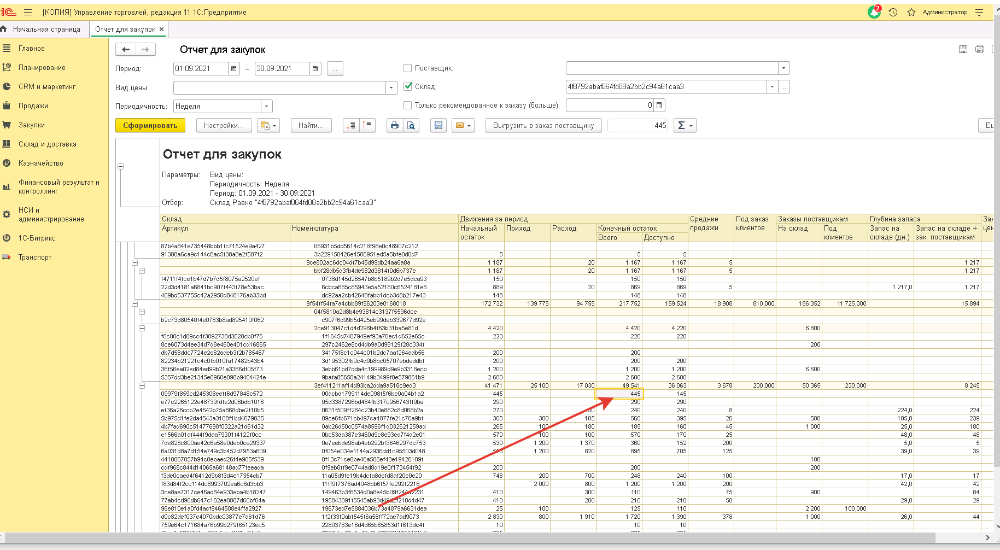 [КОПИЯ] Управление торговлей, редакция 11 1С:Предприятие
2
Администратор
Начальная страница
Отчет для закупок ×
Главное
Планирование
CRM и маркетинг
Продажи
Закупки
Склад и доставка
Казначейство
Финансовый результат и
контроллинг
НСИ и
администрирование
1С-Битрикс
Транспорт
Отчет для закупок
Период: 01.09.2021 – 30.09.2021 ...
Поставщик:
Вид цены:
Склад: 4f8792abaf064fd08a2bb2c94a61caa3 ...
Периодичность: Неделя
Только рекомендованное к заказу (больше): 0
Сформировать Настройки... Найти... Выгрузить в заказ поставщику 445 Σ
Отчет для закупок
Параметры: Вид цены:
Периодичность: Неделя
Период: 01.09.2021 - 30.09.2021
Отбор: Склад Равно "4f8792abaf064fd08a2bb2c94a61caa3"
Склад Движения за период Средние продажи Под заказ клиентов Заказы поставщикам Глубина запаса
Артикул Номенклатура Начальный остаток Приход Расход Конечный остаток На склад Под клиентов Запас на складе (дн.) Запас на складе + зак. поставщикам
Всего Доступно
87b4a841e735448bbb1fc71524e9a427 06931b5dd5614c218f98e0c48907c212
91388a6ca9c144c6ac5f38a8e2f587f2 3b229150426e4586951ed5a5bfe0d0d7 5 5 5
9ce802ac6dc04df7b45d99db24aa6a8a 1 187 20 1 167 1 167 5 1 217
bbf28db5d3fb4de982d3814f0d6b737e 1 187 20 1 167 1 167 5 1 217
f4711f4fce1b47d7b7d5f8075a2520ef 0738d145d26547b8b5189b2d7e5dca93 150 150 150
22d3d4181a6841bc907f443f78e53bac 6cbca685c85943e5a52160c6524181e6 889 20 869 869 5 1 217,0 1 217
409bd537755c42a2950d848176ab33bd dc92aa2cb42648fabb1dcb3d8b217e43 148 148 148
9f54ff54fa7a4cbb89f56203e0168018 172 732 139 775 94 755 217 752 159 524 18 908 810,000 186 352 11 725,000 15 894
04f5810a2d8b4e93814c3137f5596dce
b2c73d80540f4e0783b8ad895410f062 c907f6d99b5d425eb99deb339677d92e
2ce913047c1d4d298b4f63b31ba5e81d 4 420 4 420 4 220 6 800
f6c00c1d09cc4f3892738d3628cb0f76 1f1645d7407949ef93a70ec1d652e65c 220 220 220
8ce6073d4ee34d7d8e460e401cd16865 297c2462e8cd4db9a0d98129f28c334f 200
db7d58ddc7724e2e82adeb3f2b785467 34175f8c1c044c01b2dc7aaf264adb56 200 200
82234b21221c4c0fb010fa17482b43b4 3d195302fb0c4d9b8bc05707ebdaddbf 200 200 200
36f56ea02ed84ed99b21a3366df05f73 3ebb61bd7dda4c199989d9e9b3318ecb 1 200 1 200 1 200 6 600
5357dd3be21345e6960e098b9404424e 9bafa85658a24149b3499f8e579861b9 2 600 2 600 2 600
3ef411211af14d93ba2dda9a518c9ed3 41 471 25 100 17 030 49 541 36 063 3 678 200,000 50 365 230,000 8 245
09979f859cd245308eeff6d97848c572 00acbd1799114de098f5f6be0a04b1a2 445 445 145
e77c2265122e48739fdfe2d06bdb1016 05d3387296bd484fb317c956743ff9ba 290 290 290
ef36a26ccb2e4642b75a868dbe2f10b5 0631f509ff284c23b40e862c8d068b2a 270 30 240 240 8 224,0 224
5b975d1fe2da4543a3108f1bd4679835 09ce6fb671cb497ca4877fe21c76a9bf 365 300 105 560 395 26 500 105,0 239
4b7fad690c51477698f0322a21d61d32 0ab26d50c0574a8596f1d032621259ad 265 100 180 185 160 45 1 000 25,0 180
e1566a01af444f9daa79301f4122f0cc 0bc53da387e3460d9c8e93ea7f4d2e01 570 100 100 570 170 25 48,0 48
7de828c800ae42c6a58e0deb0ca29337 0e7eebde98ab4eb292bf3646297dc753 530 1 200 1 370 360 152 200 5,0 5
6a031d8a7d154e749c3b452d7953a609 0f054e034e1144a2936dd1c95503d048 515 1 200 820 895 705 125 39,0 39
4418067857b94c8ebaed26f4e905f539 0f13c71ce8be46a586ef43e19426109f 100
cdf968c844d14065a68148ad77feeada 0f9eb0ff9e0744ad8d19e0f173454f92 200 200 200
f3de0caed4f6412d9b8f3d4e17354cb7 11a05d9fe19b4dcfa8defd8af20e0e20 748 200 700 248 240 100 17,0 17
f83d84f2cc114dc8993702ea6c8d3bb3 11ff9f7376ad4048bb6f57fe292f2216 2 000 800 1 200 1 200 200 42,0 42
3ce8ae7317ce46ad84e933eba4b18247 410 300 110 75 900 84
77ab4cd90db647c182ea8887d60bf64a 410 200 210 210 50 29,0 29
96e810e1a0fd4acf9464588e4ffa2927 19673ed7e5884036b73a4879a6631dea 25 100 125 110 2 200 100,000
d0c82def037e4070bdc03877e7a61d76 1f2f33f0abf545f6a58ff72ae7ad9073 2 830 800 1 910 1 720 1 390 378 1 000 26,0 44
759e64c171684a76b99b279f65123ec5 22803783e16d4d65b65853d1f613dc4f 10 10 10